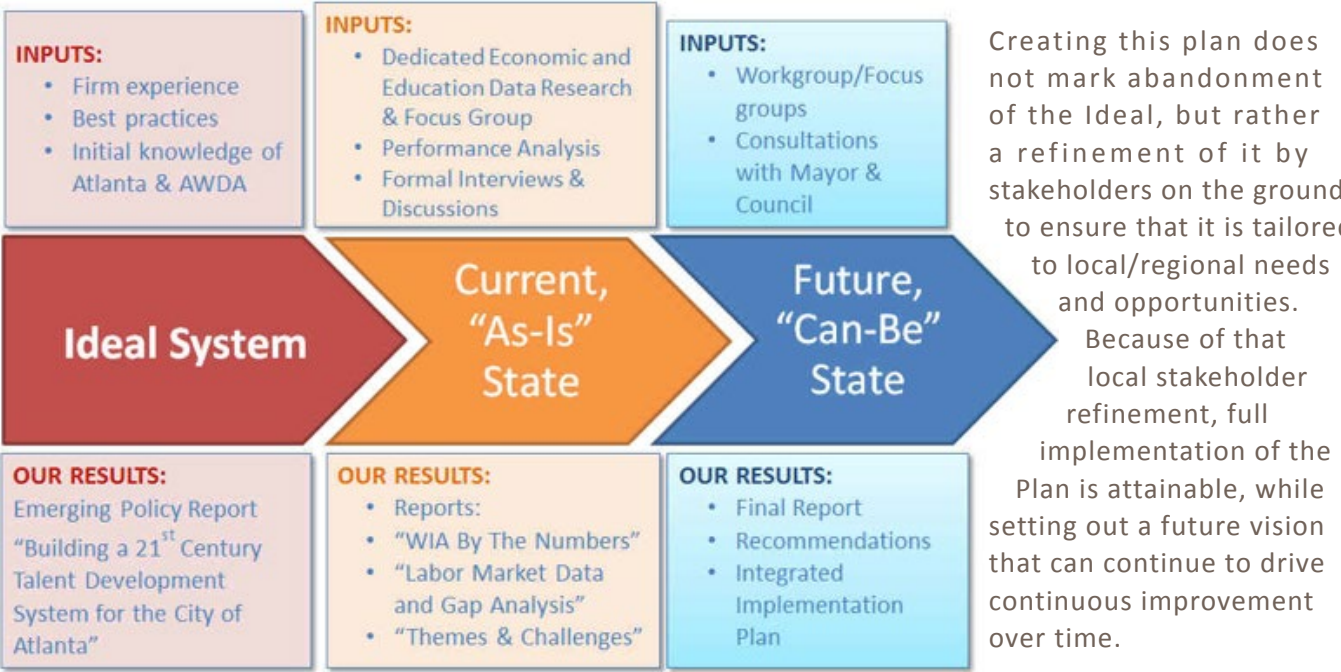 INPUTS:
• Firm experience
• Best practices
• Initial knowledge of
Atlanta & AWDA
INPUTS:
• Dedicated Economic and
Education Data Research
& Focus Group
• Performance Analysis
• Formal Interviews &
Discussions
INPUTS:
• Workgroup/Focus
groups
• Consultations
with Mayor &
Council
Ideal System
Current,
“As-Is”
State
Future,
“Can-Be”
State
OUR RESULTS:
Emerging Policy Report
“Building a 21st Century
Talent Development
System for the City of
Atlanta”
OUR RESULTS:
• Reports:
• “WIA By The Numbers”
• “Labor Market Data
and Gap Analysis”
• “Themes & Challenges”
OUR RESULTS:
• Final Report
• Recommendations
• Integrated
Implementation
Plan
Creating this plan does
not mark abandonment
of the Ideal, but rather
a refinement of it by
stakeholders on the ground
to ensure that it is
to local/regional needs
and opportunities.
Because of that
local stakeholder
refinement, full
implementation of the
Plan is attainable, while
setting out a future vision
that can continue to drive
continuous improvement
over time.